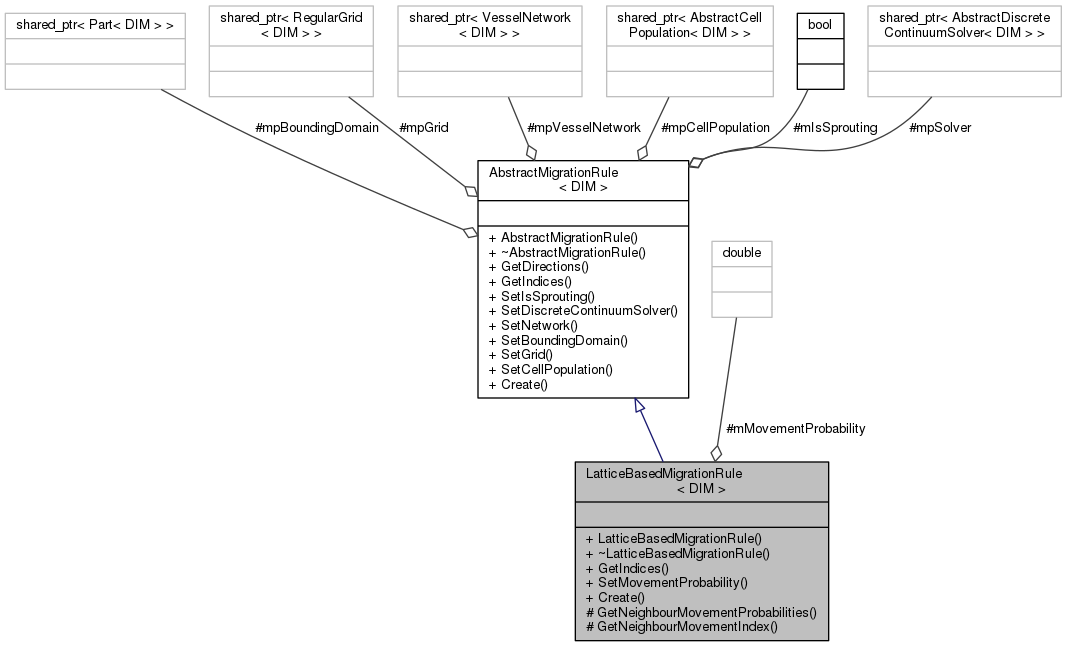 shared_ptr< Part< DIM > >
shared_ptr< RegularGrid
< DIM > >
shared_ptr< VesselNetwork
< DIM > >
shared_ptr< AbstractCell
Population< DIM > >
bool
shared_ptr< AbstractDiscrete
ContinuumSolver< DIM > >
#mpBoundingDomain
#mpGrid
#mpVesselNetwork
#mpCellPopulation
#mIsSprouting
#mpSolver
AbstractMigrationRule
< DIM >
+ AbstractMigrationRule()
+ ~AbstractMigrationRule()
+ GetDirections()
+ GetIndices()
+ SetIsSprouting()
+ SetDiscreteContinuumSolver()
+ SetNetwork()
+ SetBoundingDomain()
+ SetGrid()
+ SetCellPopulation()
+ Create()
double
#mMovementProbability
LatticeBasedMigrationRule
< DIM >
+ LatticeBasedMigrationRule()
+ ~LatticeBasedMigrationRule()
+ GetIndices()
+ SetMovementProbability()
+ Create()
# GetNeighbourMovementProbabilities()
# GetNeighbourMovementIndex()